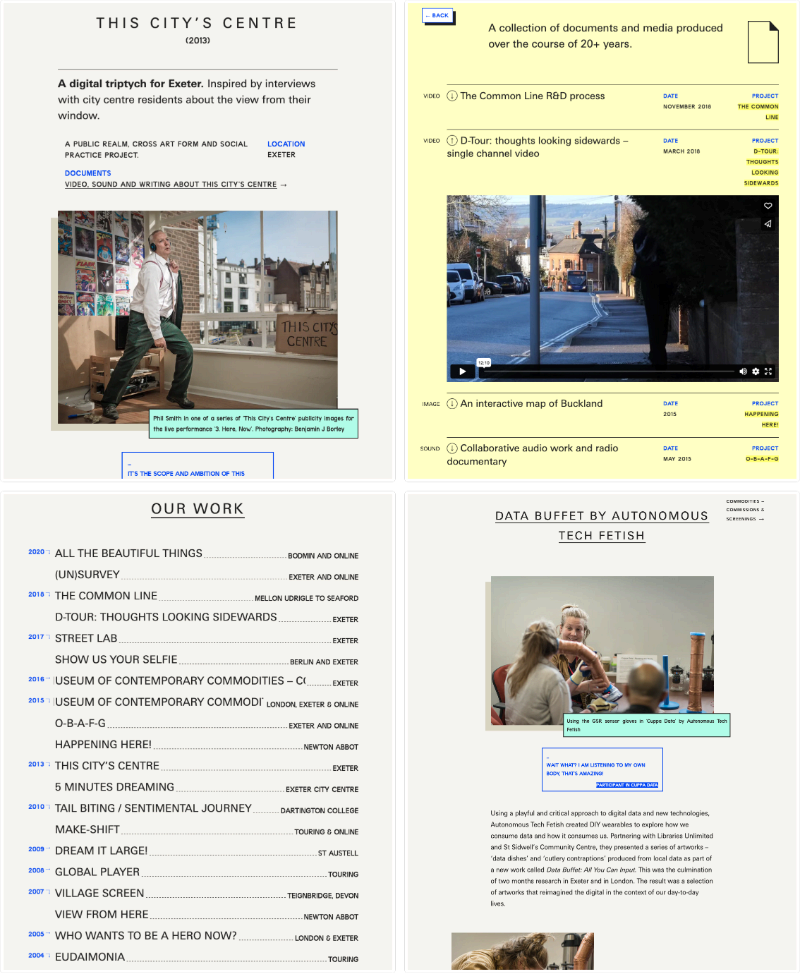 THIS CITY'S CENTRE
(2013)
A digital triptych for Exeter. Inspired by interviews
with city centre residents about the view from their
window.
A PUBLIC REALM, CROSS ART FORM AND SOCIAL
PRACTICE PROJECT.
LOCATION
EXETER
DOCUMENTS
VIDEO, SOUND AND WRITING ABOUT THIS CITY'S CENTRE →
THIS CITY'S
CENTRE
Phil Smith in one of a series of 'This City's Centre' publicity images for
the live performance '3. Here, Now'. Photography: Benjamin J Borley
–
IT'S THE SCOPE AND AMBITION OF THIS
← BACK
A collection of documents and media produced
over the course of 20+ years.
VIDEO
The Common Line R&D process
DATE
NOVEMBER 2018
PROJECT
THE COMMON
LINE
VIDEO
D-Tour: thoughts looking sideways –
single channel video
DATE
MARCH 2018
PROJECT
D-TOUR:
THOUGHTS
LOOKING
SIDEWARDS
12:10
IMAGE
An interactive map of Buckland
DATE
2015
PROJECT
HAPPENING
HERE!
SOUND
Collaborative audio work and radio
documentary
DATE
MAY 2015
PROJECT
O-B-A-F-G
OUR WORK
2020 ALL THE BEAUTIFUL THINGS BODMIN AND ONLINE
(UN)SURVEY EXETER AND ONLINE
2018 THE COMMON LINE MELLON UDRIGLE TO SEAFORD
D-TOUR: THOUGHTS LOOKING SIDEWARDS EXETER
2017 STREET LAB EXETER
SHOW US YOUR SELFIE BERLIN AND EXETER
2016 USEUM OF CONTEMPORARY COMMODITIES – CO EXETER
2015 USEUM OF CONTEMPORARY COMMODI LONDON, EXETER & ONLINE
O-B-A-F-G EXETER AND ONLINE
HAPPENING HERE! NEWTON ABBOT
2013 THIS CITY'S CENTRE EXETER
5 MINUTES DREAMING EXETER CITY CENTRE
2010 TAIL BITING / SENTIMENTAL JOURNEY DARTINGTON COLLEGE
MAKE-SHIFT TOURING & ONLINE
2009 DREAM IT LARGE! ST AUSTELL
2008 GLOBAL PLAYER TOURING
2007 VILLAGE SCREEN TEIGNBRIDGE, DEVON
VIEW FROM HERE NEWTON ABBOT
2005 WHO WANTS TO BE A HERO NOW? LONDON & EXETER
2004 EUDAIMONIA TOURING
COMMODITIES –
COMMISSIONS &
SCREENINGS →
DATA BUFFET BY AUTONOMOUS
TECH FETISH
Using the GSR sensor gloves in 'Cuppa Data' by Autonomous Tech
Fetish
–
WAIT WHAT? I AM LISTENING TO MY OWN
BODY, THAT'S AMAZING!
PARTICIPANT IN CUPPA DATA
Using a playful and critical approach to digital data and new technologies,
Autonomous Tech Fetish created DIY wearables to explore how we
consume data and how it consumes us. Partnering with Libraries Unlimited
and St Sidwell's Community Centre, they presented a series of artworks –
'data dishes' and 'cutlery contraptions' produced from local data as part of
a new work called Data Buffet: All You Can Input. This was the culmination
of two months research in Exeter and in London. The result was a selection
of artworks that reimagined the digital in the context of our day-to-day
lives.